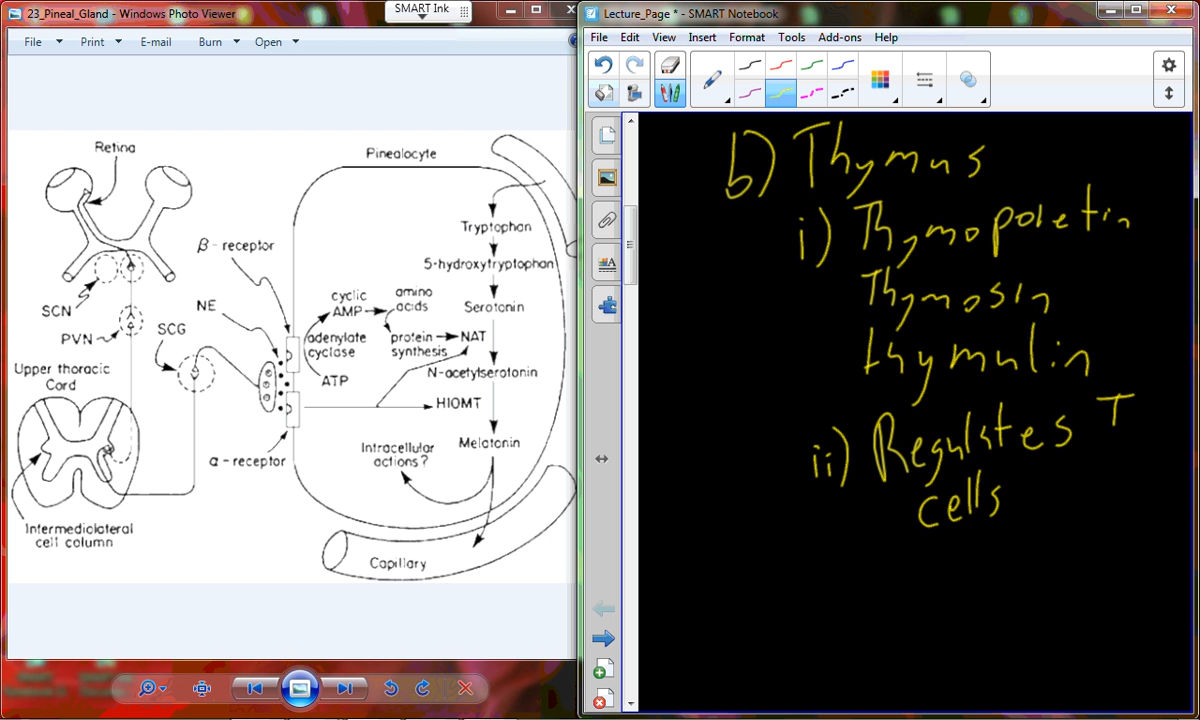 23_Pineal_Gland - Windows Photo Viewer
SMART Ink
File Print E-mail Burn Open
Retina
Pinealocyte
β-receptor
Tryptophan
5-hydroxytryptophan
SCN
NE
cyclic AMP
amino acids
Serotonin
PVN
SCG
adenylate cyclase
protein synthesis
NAT
Upper thoracic Cord
ATP
N-acetylserotonin
HIOMT
α-receptor
Intracellular actions?
Melatonin
Intermediolateral cell column
Capillary
Lecture_Page * - SMART Notebook
File Edit View Insert Format Tools Add-ons Help
b) Thymus
i) Thymopoietin
Thymosin
thymulin
ii) Regulates T
cells